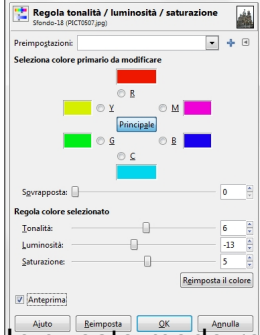 Regola tonalità / luminosità / saturazione
Sfondo-18 (PICT0507.jpg)
Preimpostazioni:
Seleziona colore primario da modificare
R
Y M
Principale
G B
C
Sovrapposta: 0
Regola colore selezionato
Tonalità: 6
Luminosità: -13
Saturazione: 5
Reimposta il colore
Anteprima
Aiuto Reimposta OK Annulla